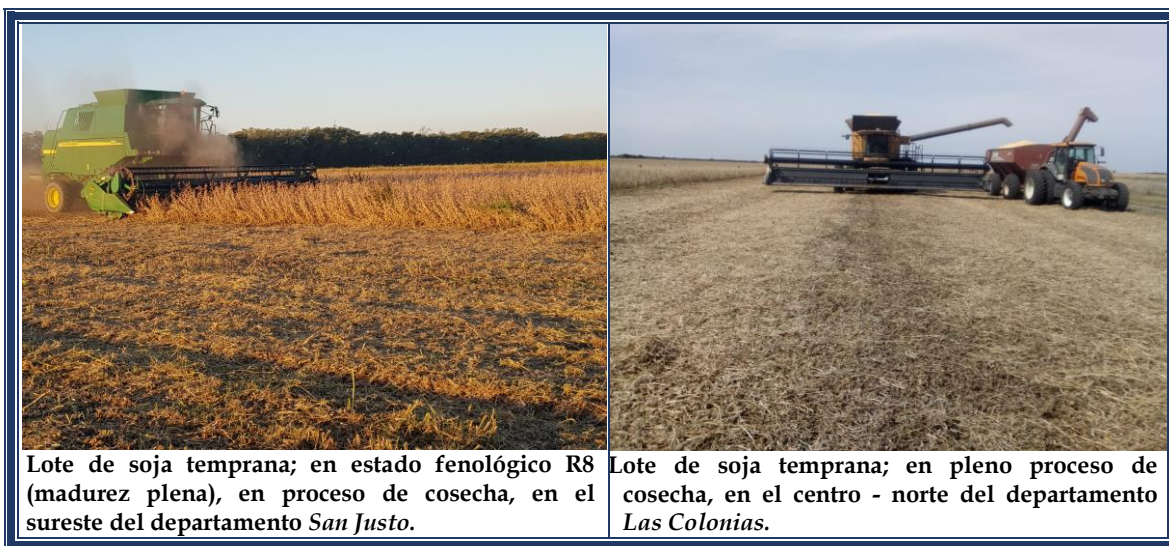 Lote de soja temprana; en estado fenológico R8
(madurez plena), en proceso de cosecha, en el
sureste del departamento San Justo.
Lote de soja temprana; en pleno proceso de
cosecha, en el centro - norte del departamento
Las Colonias.